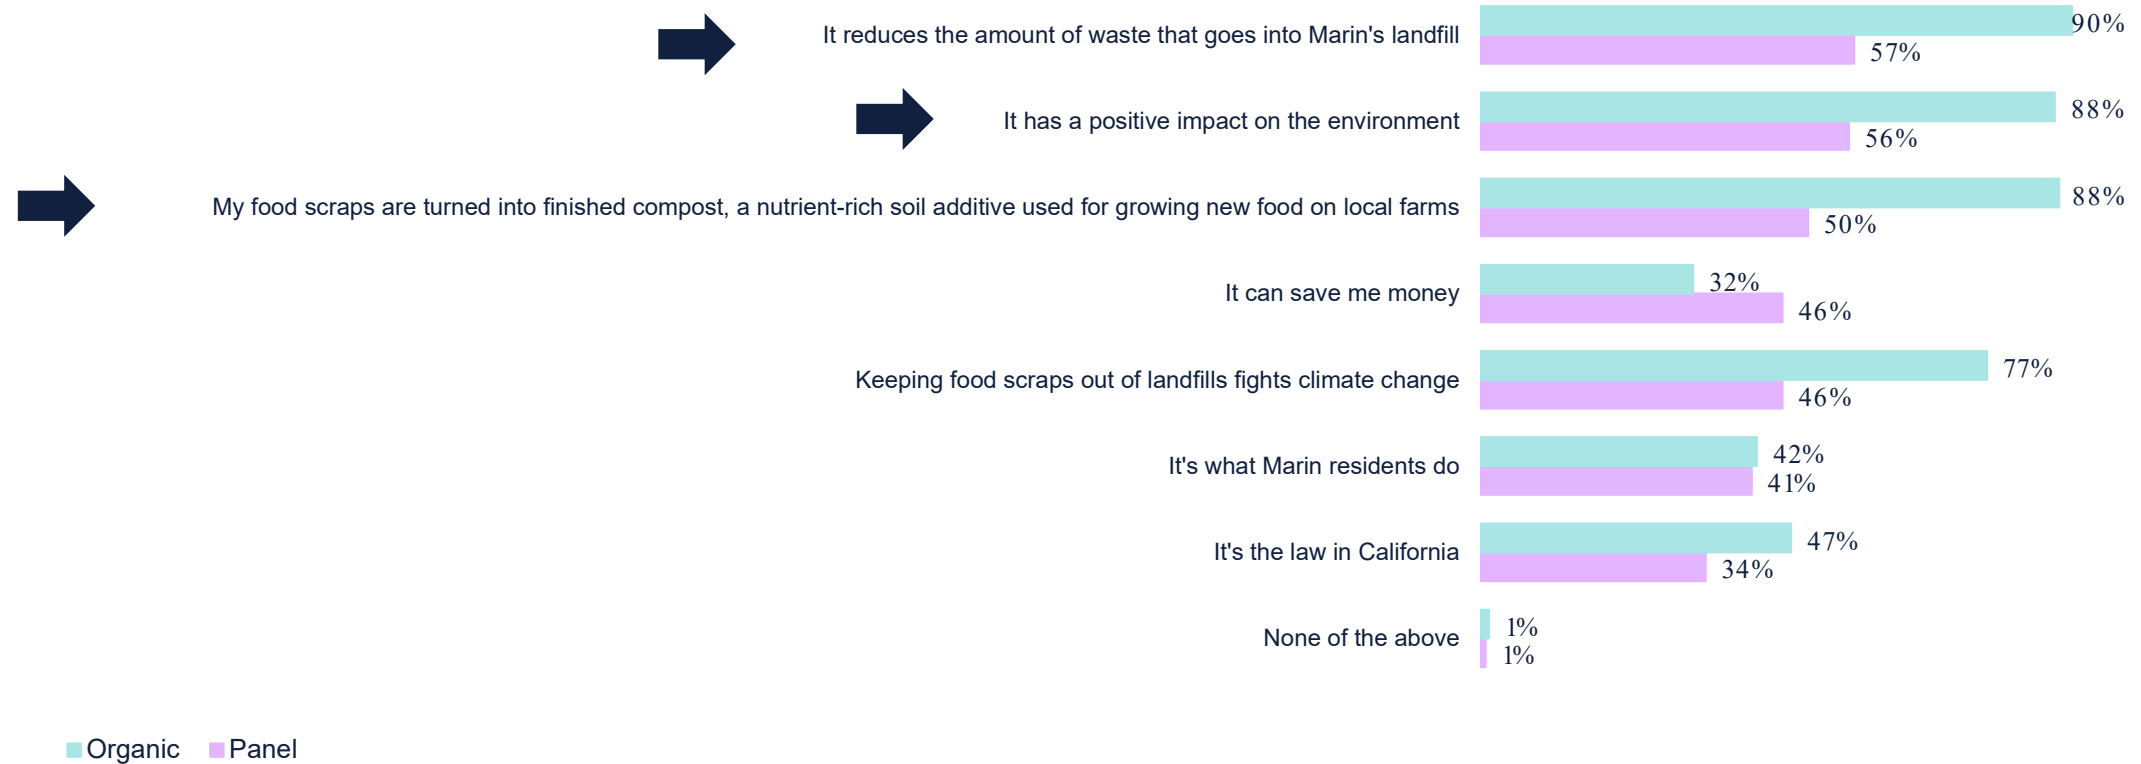 It reduces the amount of waste that goes into Marin's landfill
90%
57%
It has a positive impact on the environment
88%
56%
My food scraps are turned into finished compost, a nutrient-rich soil additive used for growing new food on local farms
88%
50%
It can save me money
32%
46%
Keeping food scraps out of landfills fights climate change
77%
46%
It's what Marin residents do
42%
41%
It's the law in California
47%
34%
None of the above
1%
1%
Organic Panel